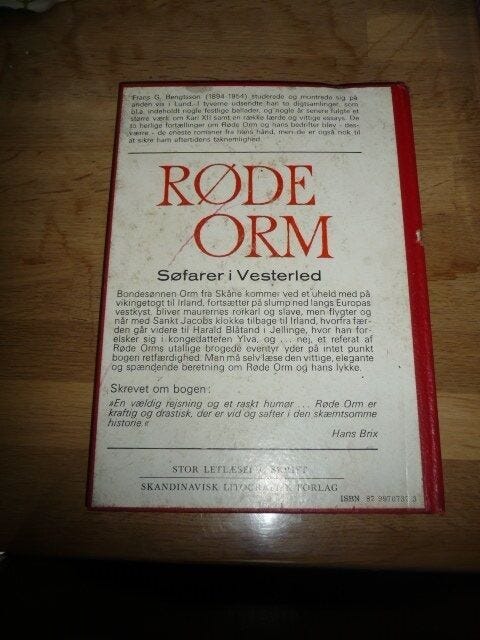 Frans G. Bengtsson (1894-1954) studerede og muntrede sig på
anden vis i Lund. I tyverne udsendte han to digtsamlinger, som
bl.a. indeholdt nogle festlige ballader, og nogle år senere fulgte et
større værk om Karl XII samt en række lærde og vittige essays. De
to herlige fortællinger om Røde Orm og hans bedrifter blev - des-
værre - de eneste romaner fra hans hånd, men de er også nok til
at sikre ham eftertidens taknemlighed.
RØDE
ORM
Søfarer i Vesterled
Bondesønnen Orm fra Skåne kommer ved et uheld med på
vikingetogt til Irland, fortsætter på slump ned langs Europas
vestkyst, bliver maurernes rorkarl og slave, men flygter og
når med Sankt Jacobs klokke tilbage til Irland, hvorfra fær-
den går videre til Harald Blåtand i Jellinge, hvor han for-
elsker sig i kongedatteren Ylva, og ... nej, et referat af
Røde Orms utallige brogede eventyr yder på intet punkt
bogen retfærdighed. Man må selv læse den vittige, elegante
og spændende beretning om Røde Orm og hans lykke.
Skrevet om bogen:
»En vældig rejsning og et raskt humør ... Røde Orm er
kraftig og drastisk, der er vid og safter i den skæmtsomme
historie.«
Hans Brix
STOR LETLÆSELIG SKRIFT
SKANDINAVISK LITOGRAFISK FORLAG
ISBN 87